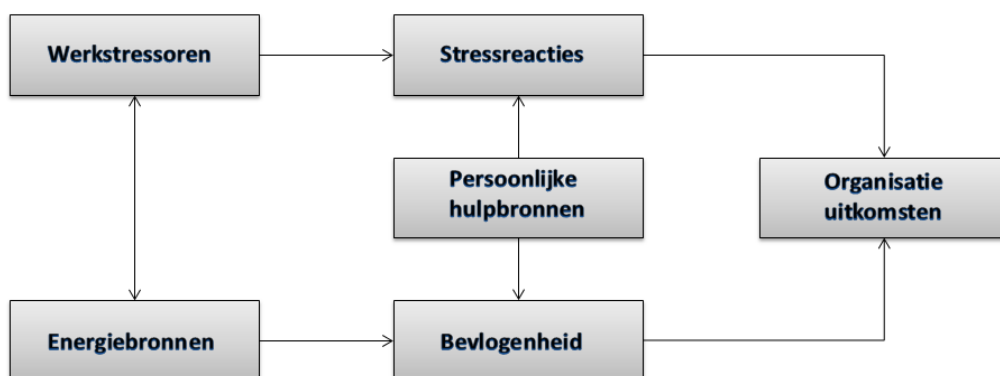 Werkstressoren
Stressreacties
Persoonlijke
hulpbronnen
Organisatie
uitkomsten
Energiebronnen
Bevlogenheid